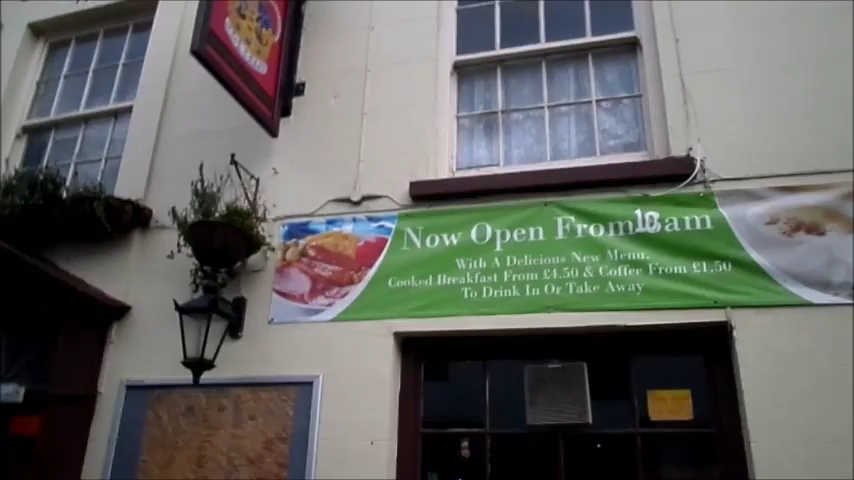 Now Open From 10am
With A Delicious New Menu.
Cooked Breakfast From £4.50 & Coffee From £1.50
To Drink In Or Take Away